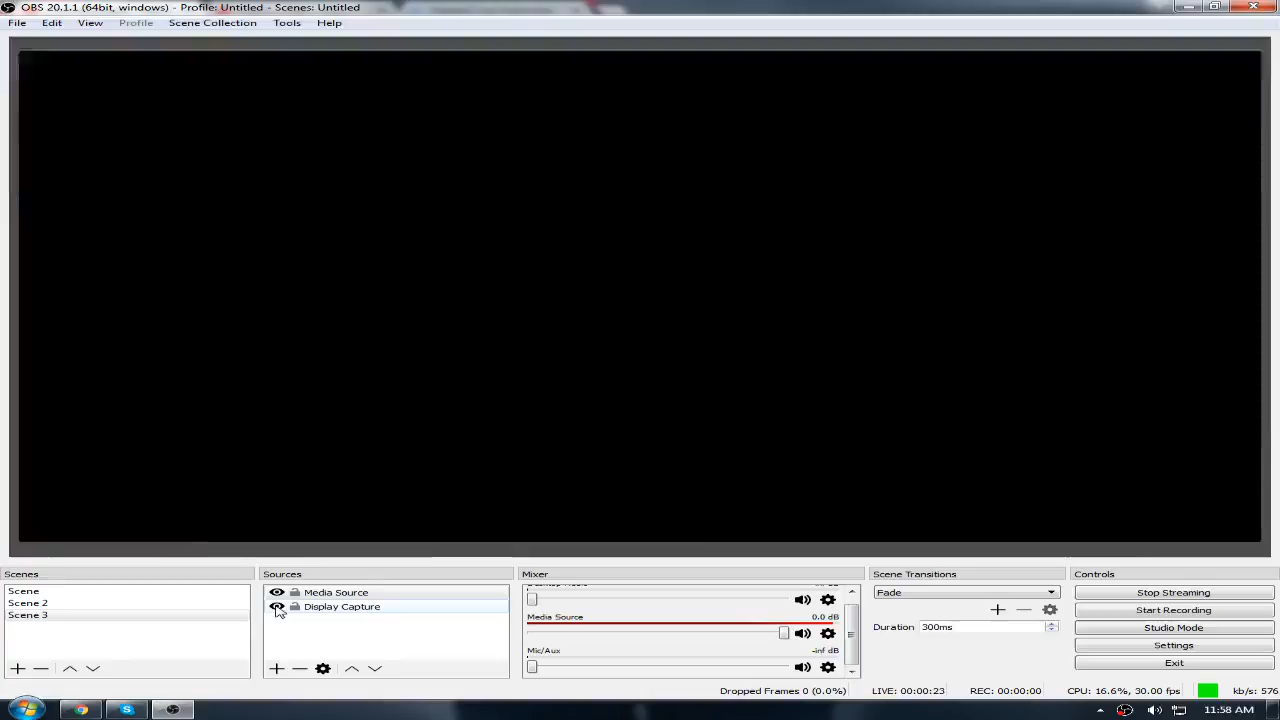 OBS 20.1.1 (64bit, windows) - Profile: Untitled - Scenes: Untitled
File Edit View Profile Scene Collection Tools Help
Scenes
Scene
Scene 2
Scene 3
Sources
Media Source
Display Capture
Mixer
Media Source 0.0 dB
Mic/Aux -inf dB
Scene Transitions
Fade
Duration 300ms
Controls
Stop Streaming
Start Recording
Studio Mode
Settings
Exit
Dropped Frames 0 (0.0%) LIVE: 00:00:23 REC: 00:00:00 CPU: 16.6%, 30.00 fps kb/s: 576
11:58 AM